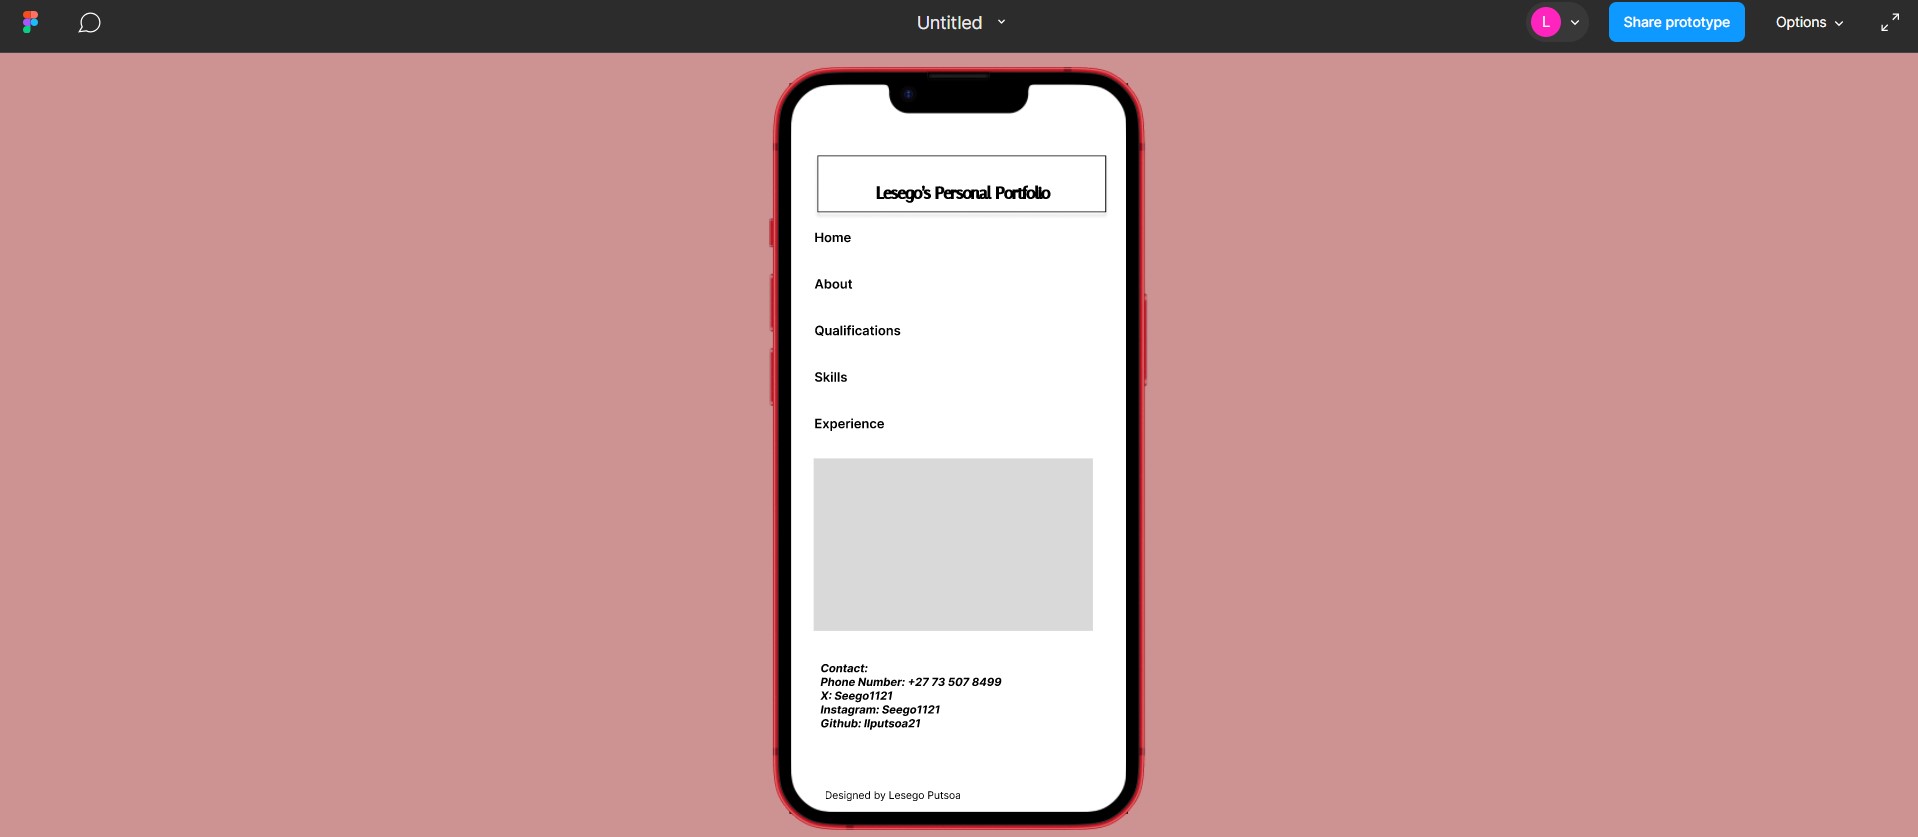 Untitled
L
Share prototype
Options
Lesego's Personal Portfolio
Home
About
Qualifications
Skills
Experience
Contact:
Phone Number: +27 73 507 8499
X: Seego1121
Instagram: Seego1121
Github: llputsoa21
Designed by Lesego Putsoa